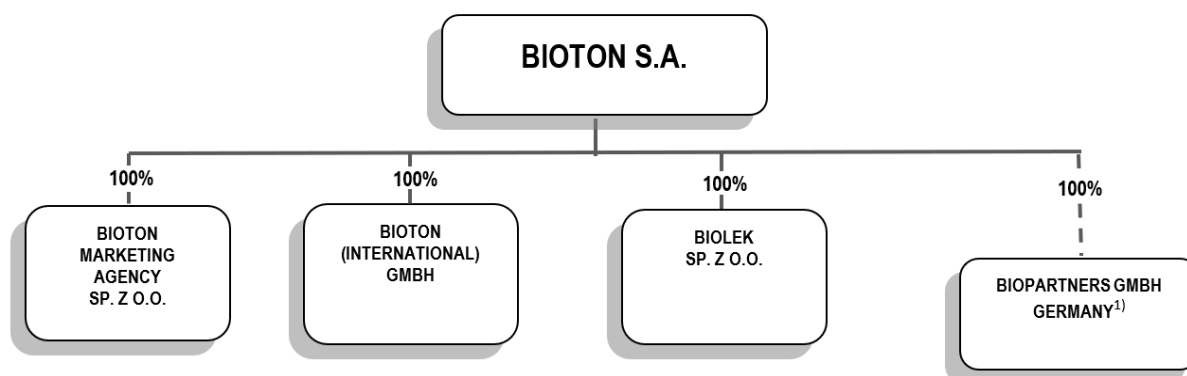 BIOTON S.A.
100%
100%
100%
100%
BIOTON
MARKETING
AGENCY
SP. Z O.O.
BIOTON
(INTERNATIONAL)
GMBH
BIOLEK
SP. Z O.O.
BIOPARTNERS GMBH
GERMANY1)